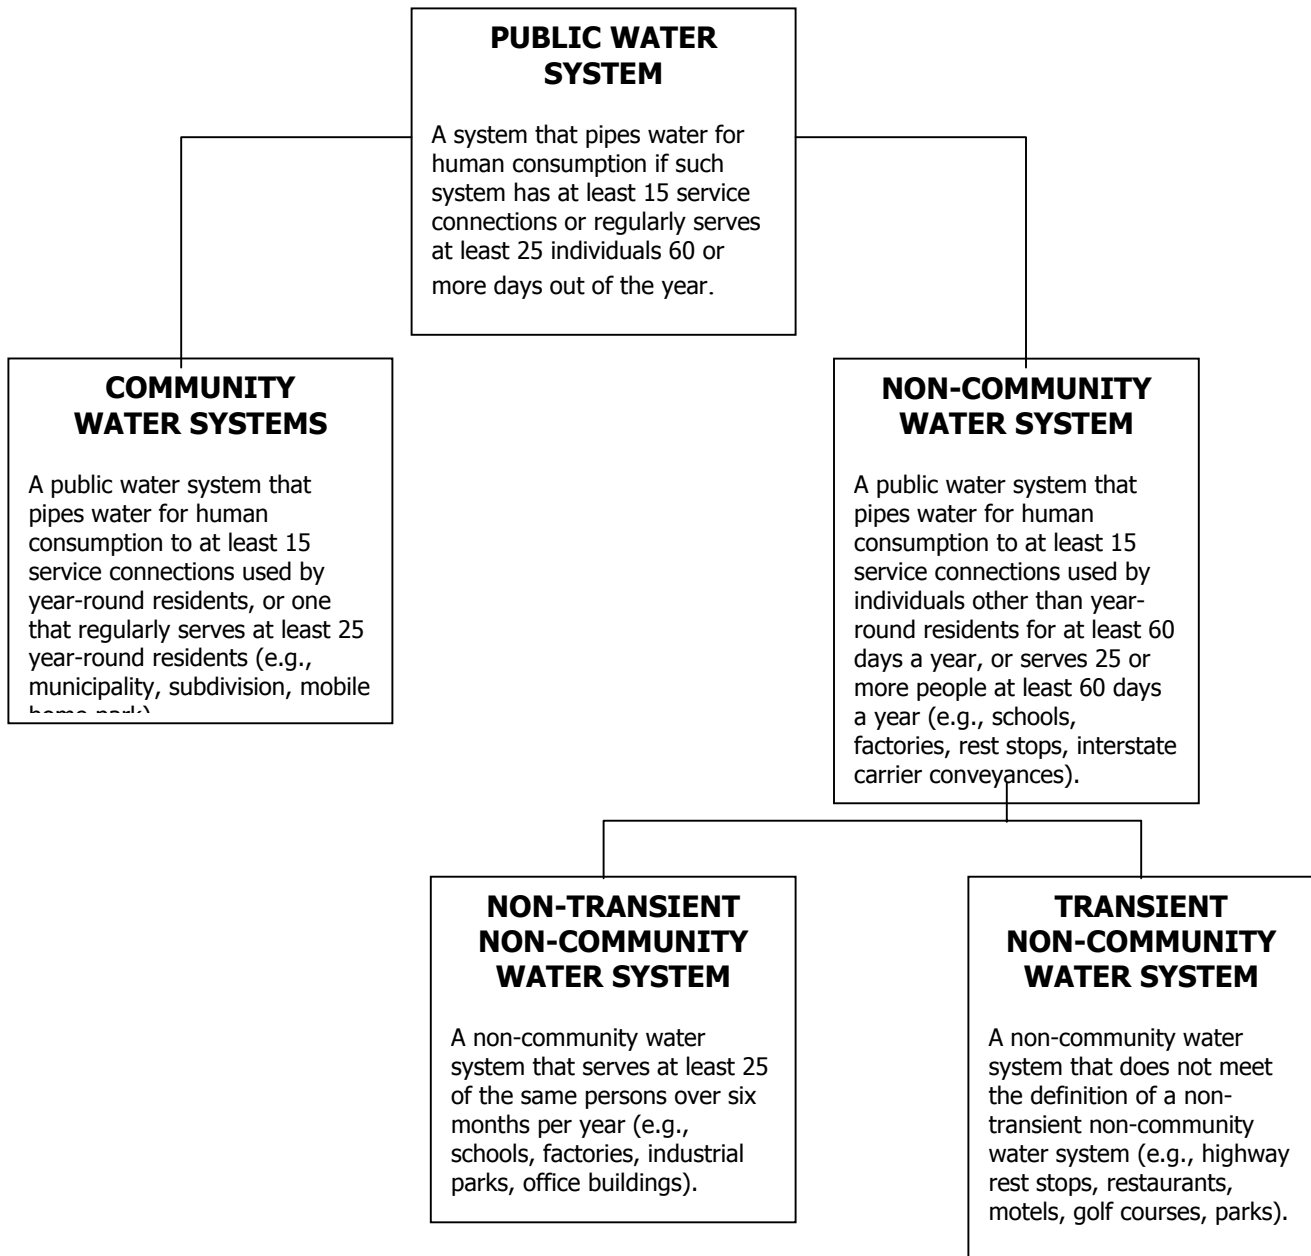 PUBLIC WATER
SYSTEM
A system that pipes water for
human consumption if such
system has at least 15 service
connections or regularly serves
at least 25 individuals 60 or
more days out of the year.
COMMUNITY
WATER SYSTEMS
A public water system that
pipes water for human
consumption to at least 15
service connections used by
year-round residents, or one
that regularly serves at least 25
year-round residents (e.g.,
municipality, subdivision, mobile
home park)
NON-COMMUNITY
WATER SYSTEM
A public water system that
pipes water for human
consumption to at least 15
service connections used by
individuals other than year-
round residents for at least 60
days a year, or serves 25 or
more people at least 60 days
a year (e.g., schools,
factories, rest stops, interstate
carrier conveyances).
NON-TRANSIENT
NON-COMMUNITY
WATER SYSTEM
A non-community water
system that serves at least 25
of the same persons over six
months per year (e.g.,
schools, factories, industrial
parks, office buildings).
TRANSIENT
NON-COMMUNITY
WATER SYSTEM
A non-community water
system that does not meet
the definition of a non-
transient non-community
water system (e.g., highway
rest stops, restaurants,
motels, golf courses, parks).